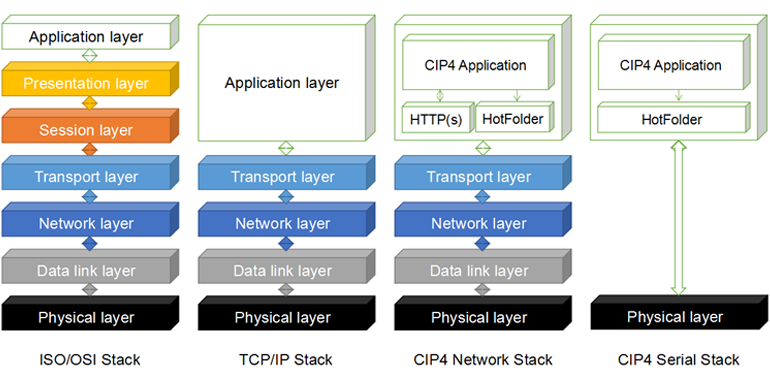 Application layer
Presentation layer
Session layer
Transport layer
Network layer
Data link layer
Physical layer
ISO/OSI Stack
Application layer
Transport layer
Network layer
Data link layer
Physical layer
TCP/IP Stack
CIP4 Application
HTTP(s)
HotFolder
Transport layer
Network layer
Data link layer
Physical layer
CIP4 Network Stack
CIP4 Application
HotFolder
Physical layer
CIP4 Serial Stack